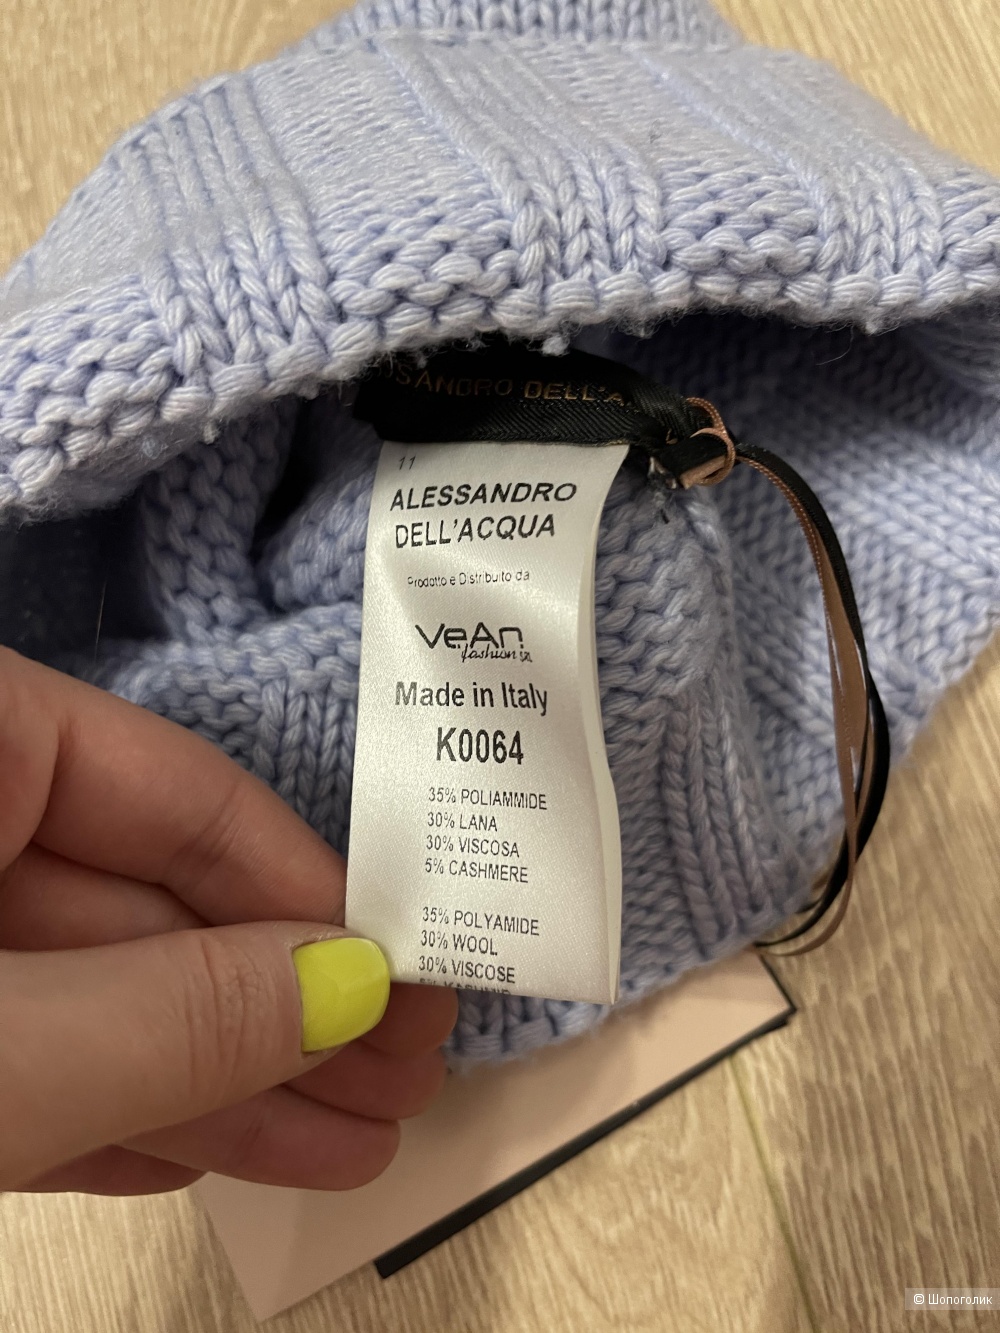 SANDRO DELL'A
11
ALESSANDRO
DELL'ACQUA
Prodotto e Distribuito da
VeAn
fashion srl
Made in Italy
K0064
35% POLIAMMIDE
30% LANA
30% VISCOSA
5% CASHMERE
35% POLYAMIDE
30% WOOL
30% VISCOSE
© Шопоголик